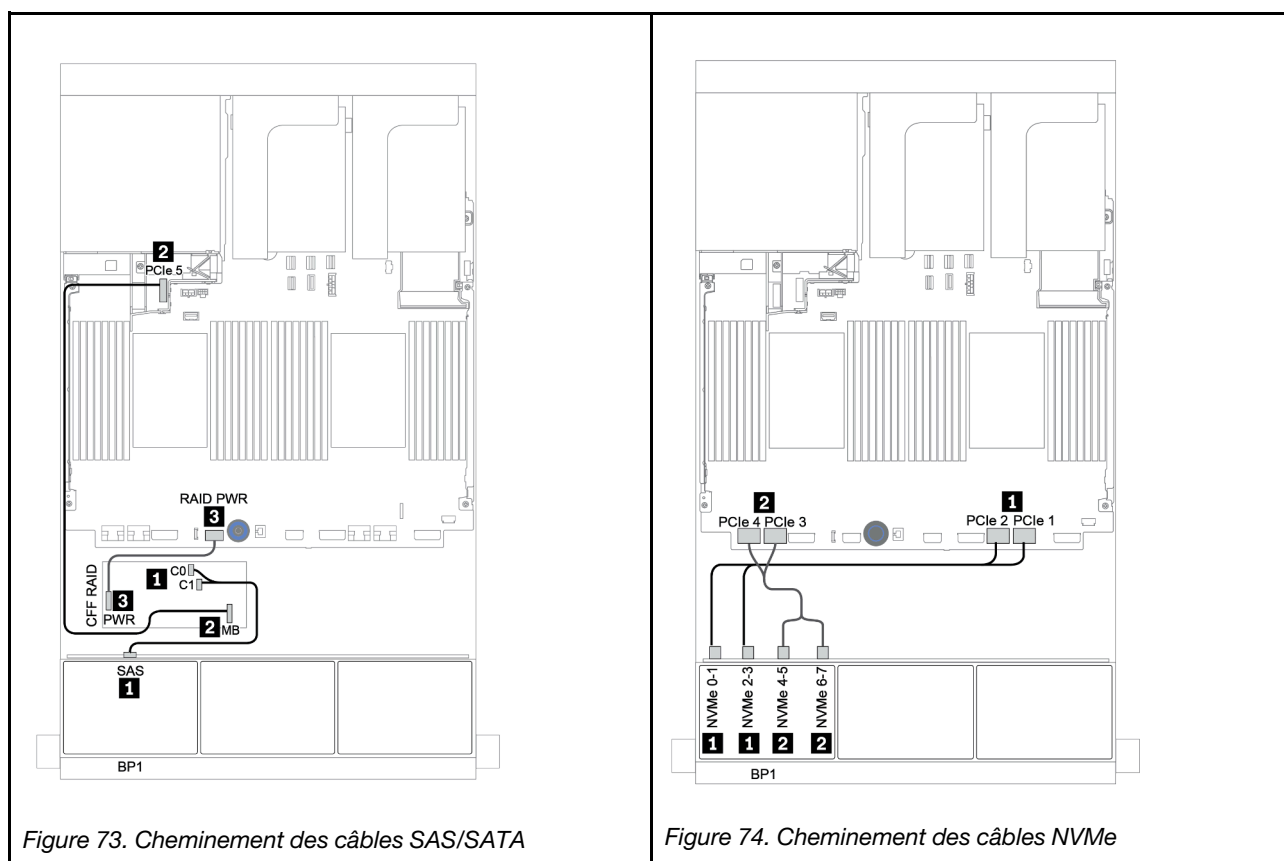 2
PCIe 5
RAID PWR
3
CFF RAID
1
C0
C1
3
PWR
2
MB
SAS
1
BP1
Figure 73. Cheminement des câbles SAS/SATA
2
1
PCIe 4 PCIe 3
PCIe 2 PCIe 1
NVMe 0-1
NVMe 2-3
NVMe 4-5
NVMe 6-7
1
1
2
2
BP1
Figure 74. Cheminement des câbles NVMe